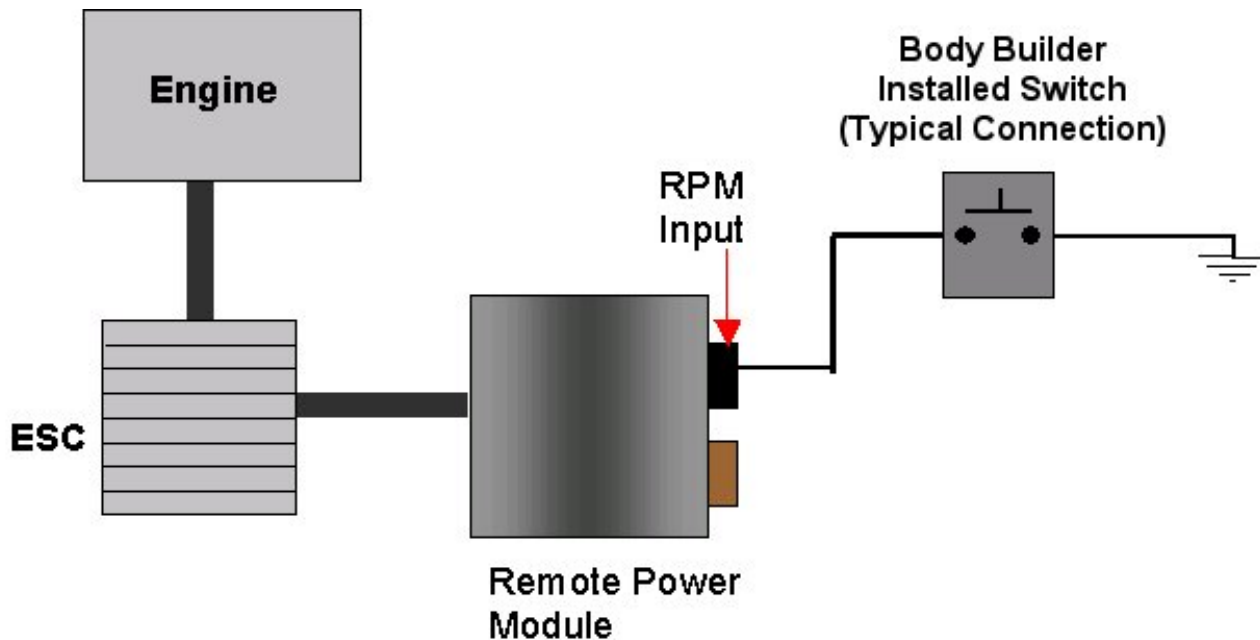 Engine
Body Builder
Installed Switch
(Typical Connection)
RPM
Input
ESC
Remote Power
Module